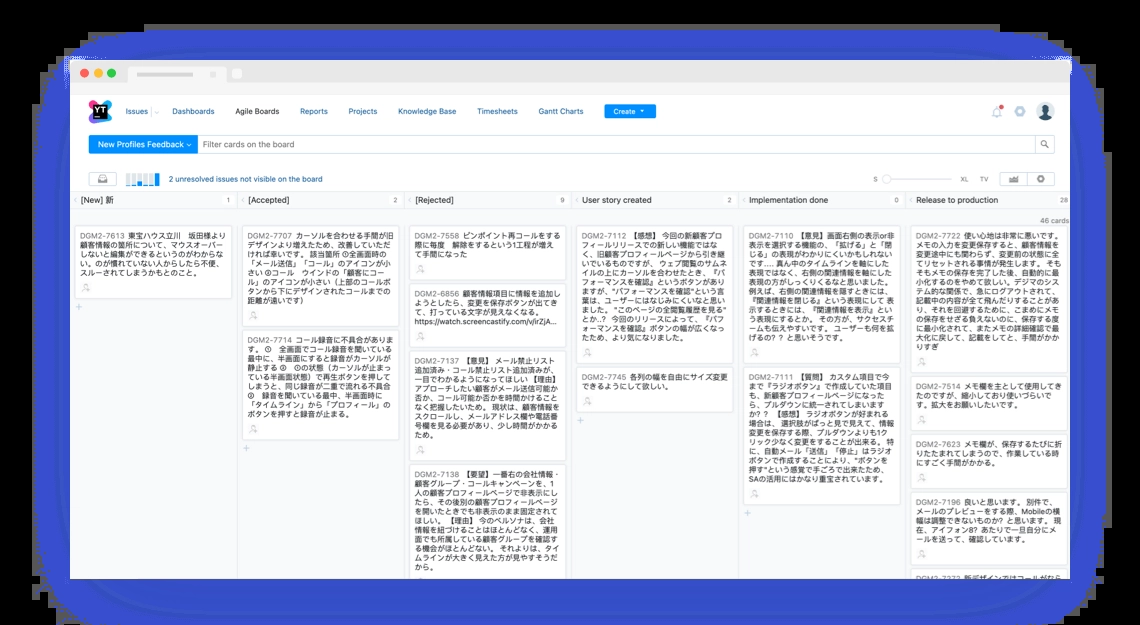 YT
Issues
Dashboards
Agile Boards
Reports
Projects
Knowledge Base
Timesheets
Gantt Charts
Create
New Profiles Feedback
Filter cards on the board
2 unresolved issues not visible on the board
S
XL
TV
[New] 新
1
[Accepted]
2
[Rejected]
9
User story created
2
Implementation done
0
Release to production
28
46 cards
DGM2-7613 東宝ハウス立川　坂田様より
顧客情報の箇所について、マウスオーバー
しないと編集ができるというのがわからな
い。のが慣れていない人からしたら不便、
スルーされてしまうかもとのこと。
DGM2-7707 カーソルを合わせる手間が旧
デザインより増えたため、改善していただ
ければ幸いです。 該当箇所 ①全画面時の
「メール送信」「コール」のアイコンが小
さい ②コール　ウインドの「顧客にコー
ル」のアイコンが小さい（上部のコールボ
タンから下にデザインされたコールまでの
距離が遠いです）
DGM2-7714 コール録音に不具合がありま
す。 ①　全画面でコール録音を聞いている
最中に、半画面にすると録音がカーソルが
静止する ②　①の状態（カーソルが止まっ
ている半画面状態）で再生ボタンを押して
しまうと、同じ録音が二重で流れる不具合
③　録音を聞いている最中、半画面時に
「タイムライン」から「プロフィール」の
ボタンを押すと録音が止まる。
DGM2-7558 ピンポイント再コールをする
際に毎度　解除をするという1工程が増え
て手間になった
DGM2-6856 顧客情報項目に情報を追加し
ようとしたら、変更を保存ボタンが出てき
て、打っている文字が見えなくなる。
https://watch.screencastify.com/v/irZjA...
DGM2-7137 【意見】 メール禁止リスト
追加済み・コール禁止リスト追加済みが、
一目でわかるようになってほしい 【理由】
アプローチしたい顧客がメール送信可能か
否か、コール可能か否かを時間かけること
なく把握したいため。 現状は、顧客情報を
スクロールし、メールアドレス欄や電話番
号欄を見る必要があり、少し時間がかかる
ため。
DGM2-7138 【要望】一番右の会社情報・
顧客グループ・コールキャンペーンを、1
人の顧客プロフィールページで非表示にし
たら、その後別の顧客プロフィールページ
を開いたときでも非表示のまま固定されて
ほしい。 【理由】 今のペルソナは、会社
情報を紐づけることはほとんどなく、運用
面でも所属している顧客グループを確認す
る機会がほとんどない。 それよりは、タイ
ムラインが大きく見えた方が見やすそうだ
から。
DGM2-7112 【感想】 今回の新顧客プロ
フィールリリースでの新しい機能ではな
く、旧顧客プロフィールページから引き継
いでいるものですが、 ウェブ閲覧のサムネ
イルの上にカーソルを合わせたとき、『パ
フォーマンスを確認』というボタンがあり
ますが、"パフォーマンスを確認"という言
葉は、ユーザーにはなじみにくいなと思い
ました。 "このページの全閲覧履歴を見る"
とか..？ 今回のリリースによって、『パフ
ォーマンスを確認』ボタンの幅が広くなっ
たため、より気になりました。
DGM2-7745 各列の幅を自由にサイズ変更
できるようにして欲しい。
DGM2-7110 【意見】画面右側の表示or非
表示を選択する機能の、「拡げる」と「閉
じる」の表現がわかりにくいかもしれない
です.... 真ん中のタイムラインを軸にした
表現ではなく、右側の関連情報を軸にした
表現の方がしっくりくるなと思いました。
例えば、右側の関連情報を隠すときには、
『関連情報を閉じる』という表現にして 表
示するときには、『関連情報を表示』とい
う表現にするとか。 その方が、サクセスチ
ームも伝えやすいです。 ユーザーも何を拡
げるの？？ と思いそうです。
DGM2-7111 【質問】 カスタム項目で今
まで『ラジオボタン』で作成していた項目
も、新顧客プロフィールページになった
ら、プルダウンに統一されてしまいます
か？？ 【感想】 ラジオボタンが好まれる
場合は、 選択肢がぱっと見で見えて、情報
変更を保存する際、プルダウンよりも1ク
リック少なく変更をすることが出来る。 特
に、自動メール「送信」「停止」はラジオ
ボタンで作成することにより、"ボタンを
押す"という感覚で手ごろで出来たため、
SAの活用にはかなり重宝されています。
DGM2-7722 使い心地は非常に悪いです。
メモの入力を変更保存すると、顧客情報を
変更途中にも関わらず、変更前の状態に全
てリセットされる事情が発生します。 そも
そもメモの保存を完了した後、自動的に最
小化するのをやめて欲しい。デジマのシス
テム的な関係で、急にログアウトされて、
記載中の内容が全て飛んだりすることがあ
り、それを回避するために、こまめにメモ
の保存をせざる負えないのに、保存する度
に最小化されて、またメモの詳細確認で最
大化に戻して、記載をしてと、手間がかか
りすぎ
DGM2-7514 メモ欄を主として使用してき
たのですが、縮小しており使いづらいで
す。拡大をお願いしたいです。
DGM2-7623 メモ欄が、保存するたびに折
りたたまれてしまうので、作業している時
にすごく手間がかかる。
DGM2-7196 良いと思います。 別件で、
メールのプレビューをする際、Mobileの横
幅は調整できないものか？と思います。 現
在、アイフォン8？あたりで一旦自分にメ
ールを送って、確認しています。